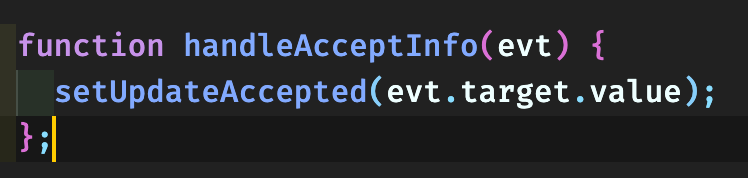 function handleAcceptInfo(evt) {
  setUpdateAccepted(evt.target.value);
};